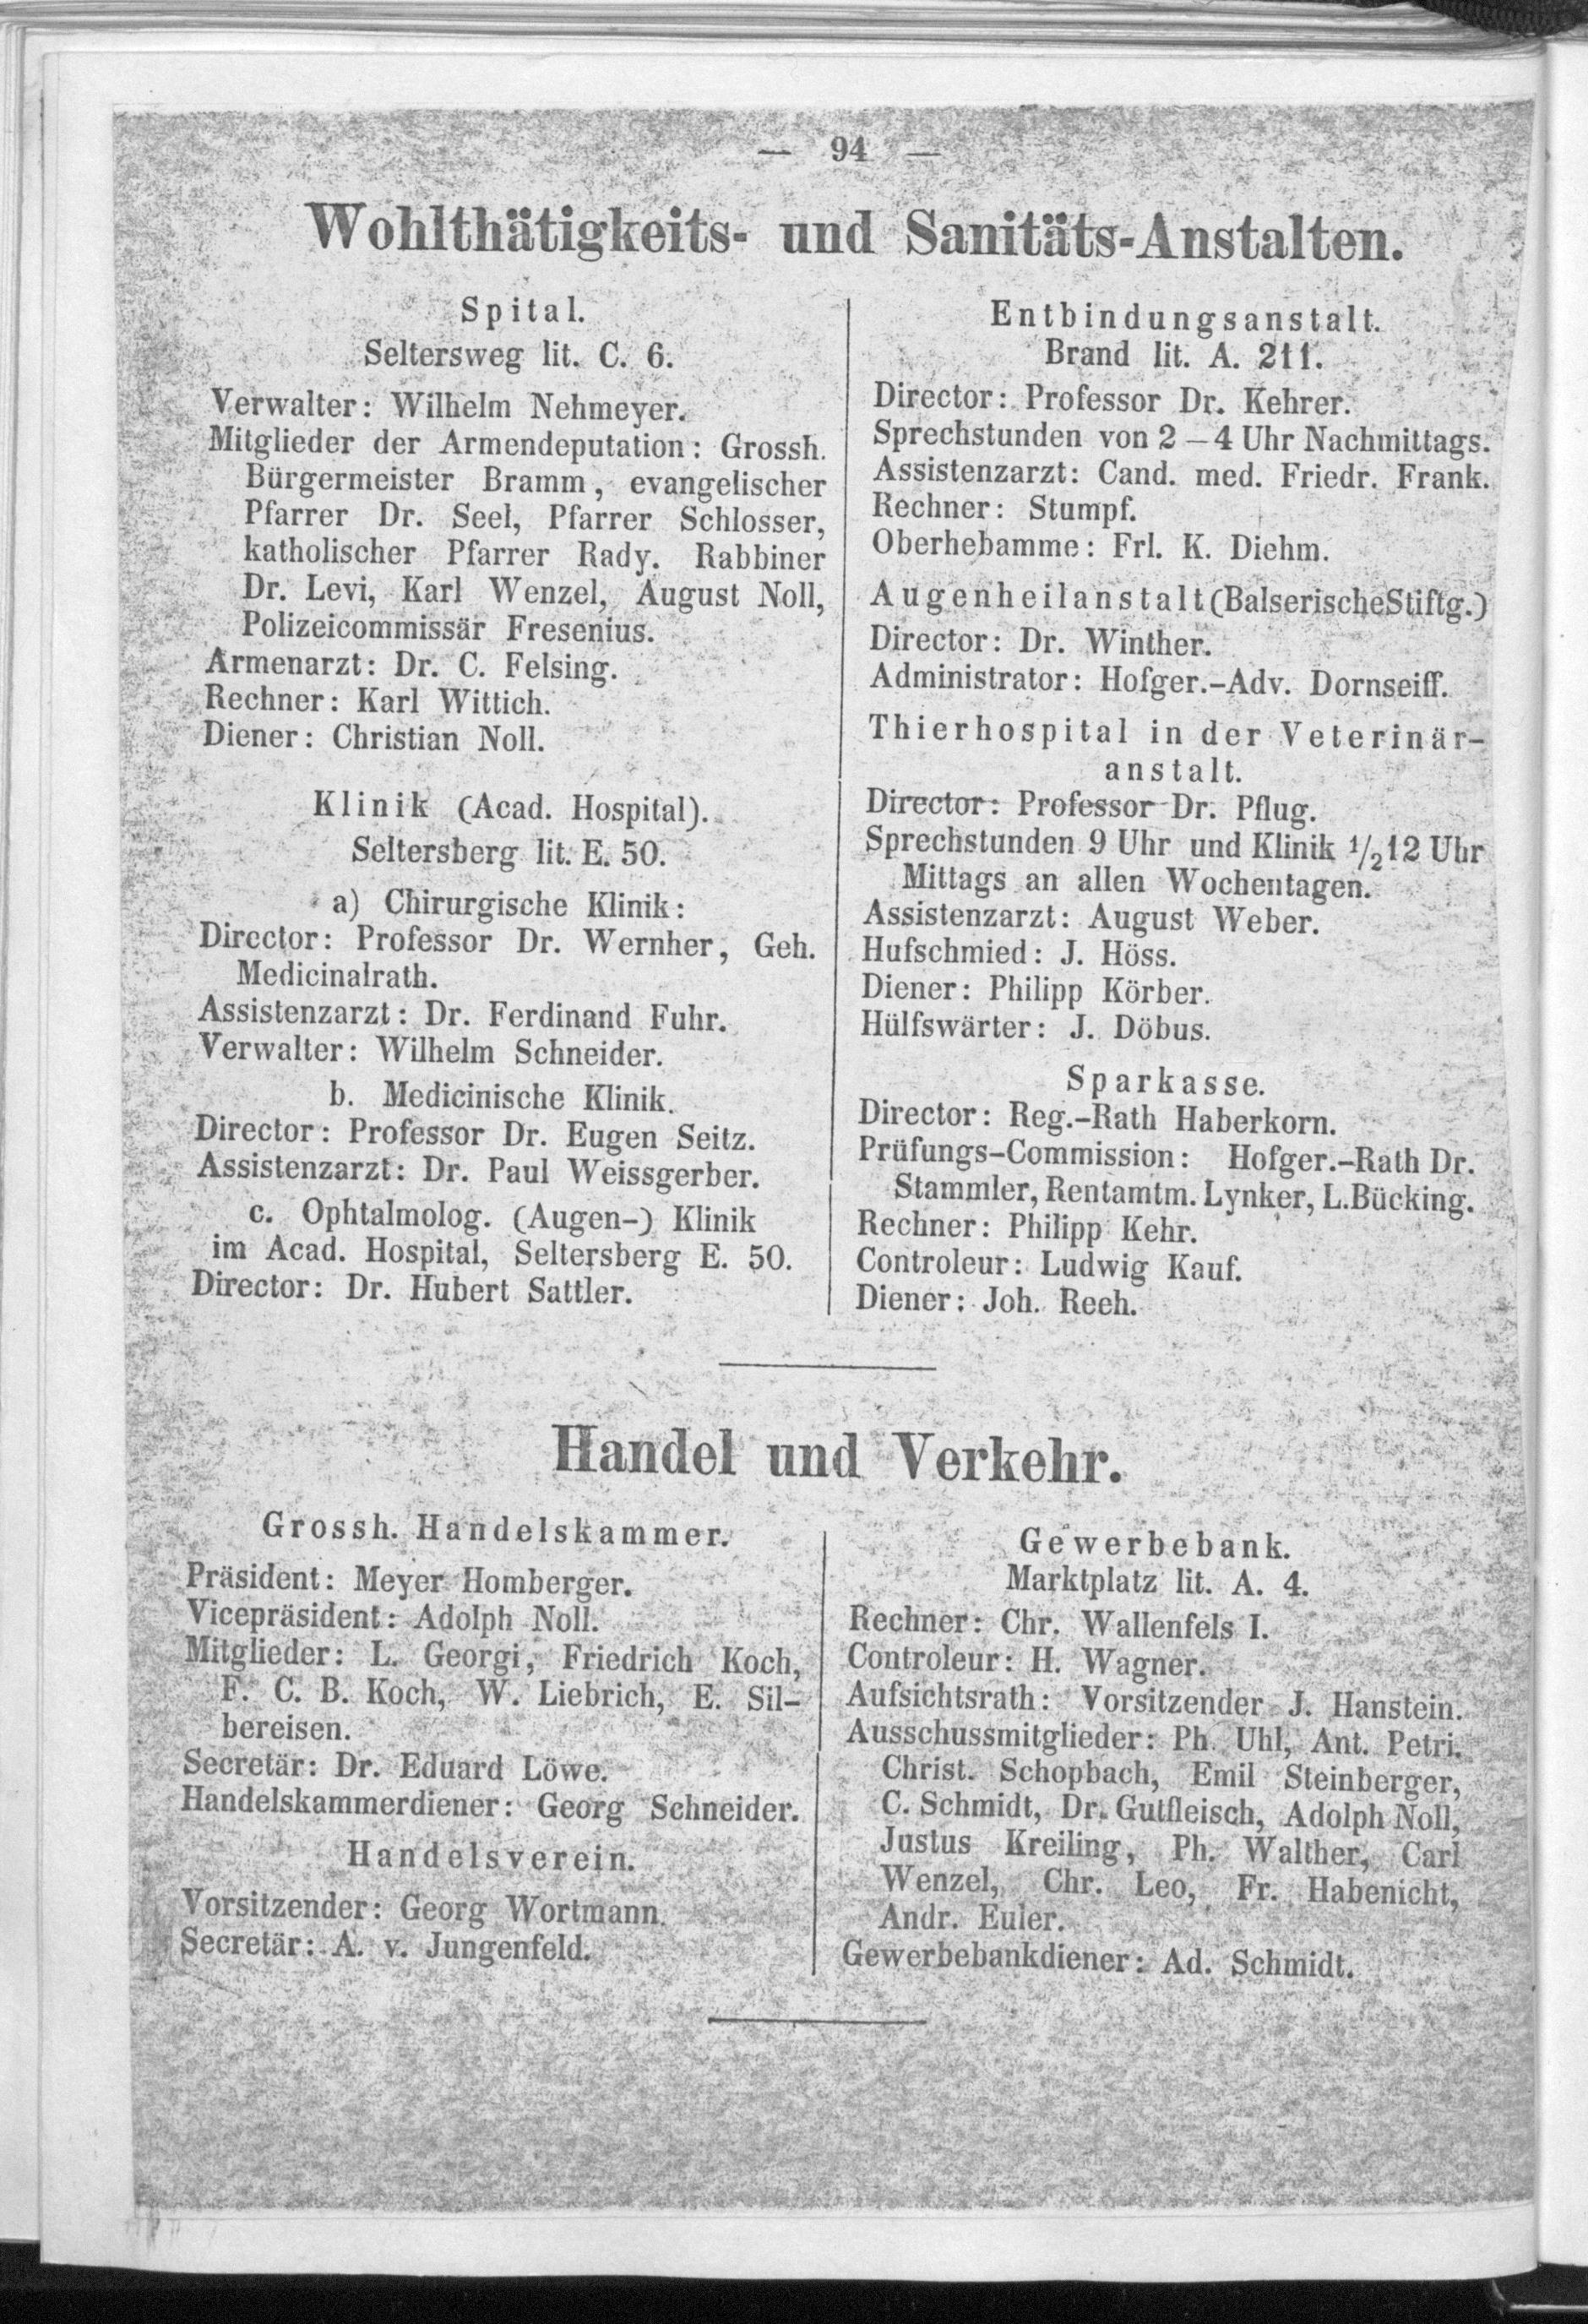 — 94 —
Wohlthätigkeits- und Sanitäts-Anstalten.
Spital.
Seltersweg lit. C. 6.
Verwalter: Wilhelm Nehmeyer.
Mitglieder der Armendeputation: Grossh.
Bürgermeister Bramm, evangelischer
Pfarrer Dr. Seel, Pfarrer Schlosser,
katholischer Pfarrer Rady. Rabbiner
Dr. Levi, Karl Wenzel, August Noll,
Polizeicommissär Fresenius.
Armenarzt: Dr. C. Felsing.
Rechner: Karl Wittich.
Diener: Christian Noll.
Klinik (Acad. Hospital).
Seltersberg lit. E. 50.
a) Chirurgische Klinik:
Director: Professor Dr. Wernher, Geh.
Medicinalrath.
Assistenzarzt: Dr. Ferdinand Fuhr.
Verwalter: Wilhelm Schneider.
b. Medicinische Klinik.
Director: Professor Dr. Eugen Seitz.
Assistenzarzt: Dr. Paul Weissgerber.
c. Ophtalmolog. (Augen-) Klinik
im Acad. Hospital, Seltersberg E. 50.
Director: Dr. Hubert Sattler.
Entbindungsanstalt.
Brand lit. A. 211.
Director: Professor Dr. Kehrer.
Sprechstunden von 2–4 Uhr Nachmittags.
Assistenzarzt: Cand. med. Friedr. Frank.
Rechner: Stumpf.
Oberhebamme: Frl. K. Diehm.
Augenheilanstalt (BalserischeStiftg.)
Director: Dr. Winther.
Administrator: Hofger.-Adv. Dornseiff.
Thierhospital in der Veterinär-
anstalt.
Director: Professor Dr. Pflug.
Sprechstunden 9 Uhr und Klinik 1/2 12 Uhr
Mittags an allen Wochentagen.
Assistenzarzt: August Weber.
Hufschmied: J. Höss.
Diener: Philipp Körber.
Hülfswärter: J. Döbus.
Sparkasse.
Director: Reg.-Rath Haberkorn.
Prüfungs-Commission: Hofger.-Rath Dr.
Stammler, Rentamtm. Lynker, L. Bücking.
Rechner: Philipp Kehr.
Controleur: Ludwig Kauf.
Diener: Joh. Reeh.
Handel und Verkehr.
Grossh. Handelskammer.
Präsident: Meyer Homberger.
Vicepräsident: Adolph Noll.
Mitglieder: L. Georgi, Friedrich Koch,
F. C. B. Koch, W. Liebrich, E. Sil-
bereisen.
Secretär: Dr. Eduard Löwe.
Handelskammerdiener: Georg Schneider.
Handelsverein.
Vorsitzender: Georg Wortmann.
Secretär: A. v. Jungenfeld.
Gewerbebank.
Marktplatz lit. A. 4.
Rechner: Chr. Wallenfels I.
Controleur: H. Wagner.
Aufsichtsrath: Vorsitzender J. Hanstein.
Ausschussmitglieder: Ph. Uhl, Ant. Petri.
Christ. Schopbach, Emil Steinberger,
C. Schmidt, Dr. Gutfleisch, Adolph Noll,
Justus Kreiling, Ph. Walther, Carl
Wenzel, Chr. Leo, Fr. Habenicht,
Andr. Euler.
Gewerbebankdiener: Ad. Schmidt.